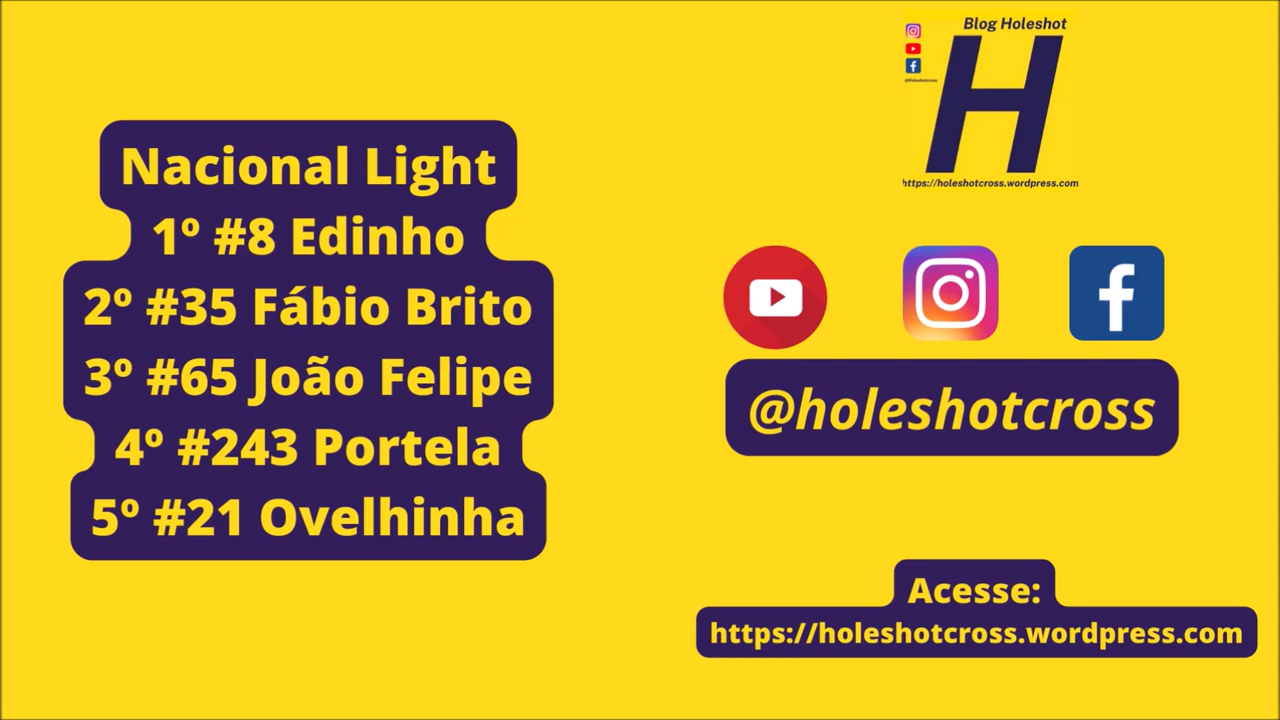 Nacional Light
1º #8 Edinho
2º #35 Fábio Brito
3º #65 João Felipe
4º #243 Portela
5º #21 Ovelhinha
Blog Holeshot
@holeshotcross
H
https://holeshotcross.wordpress.com
@holeshotcross
Acesse:
https://holeshotcross.wordpress.com